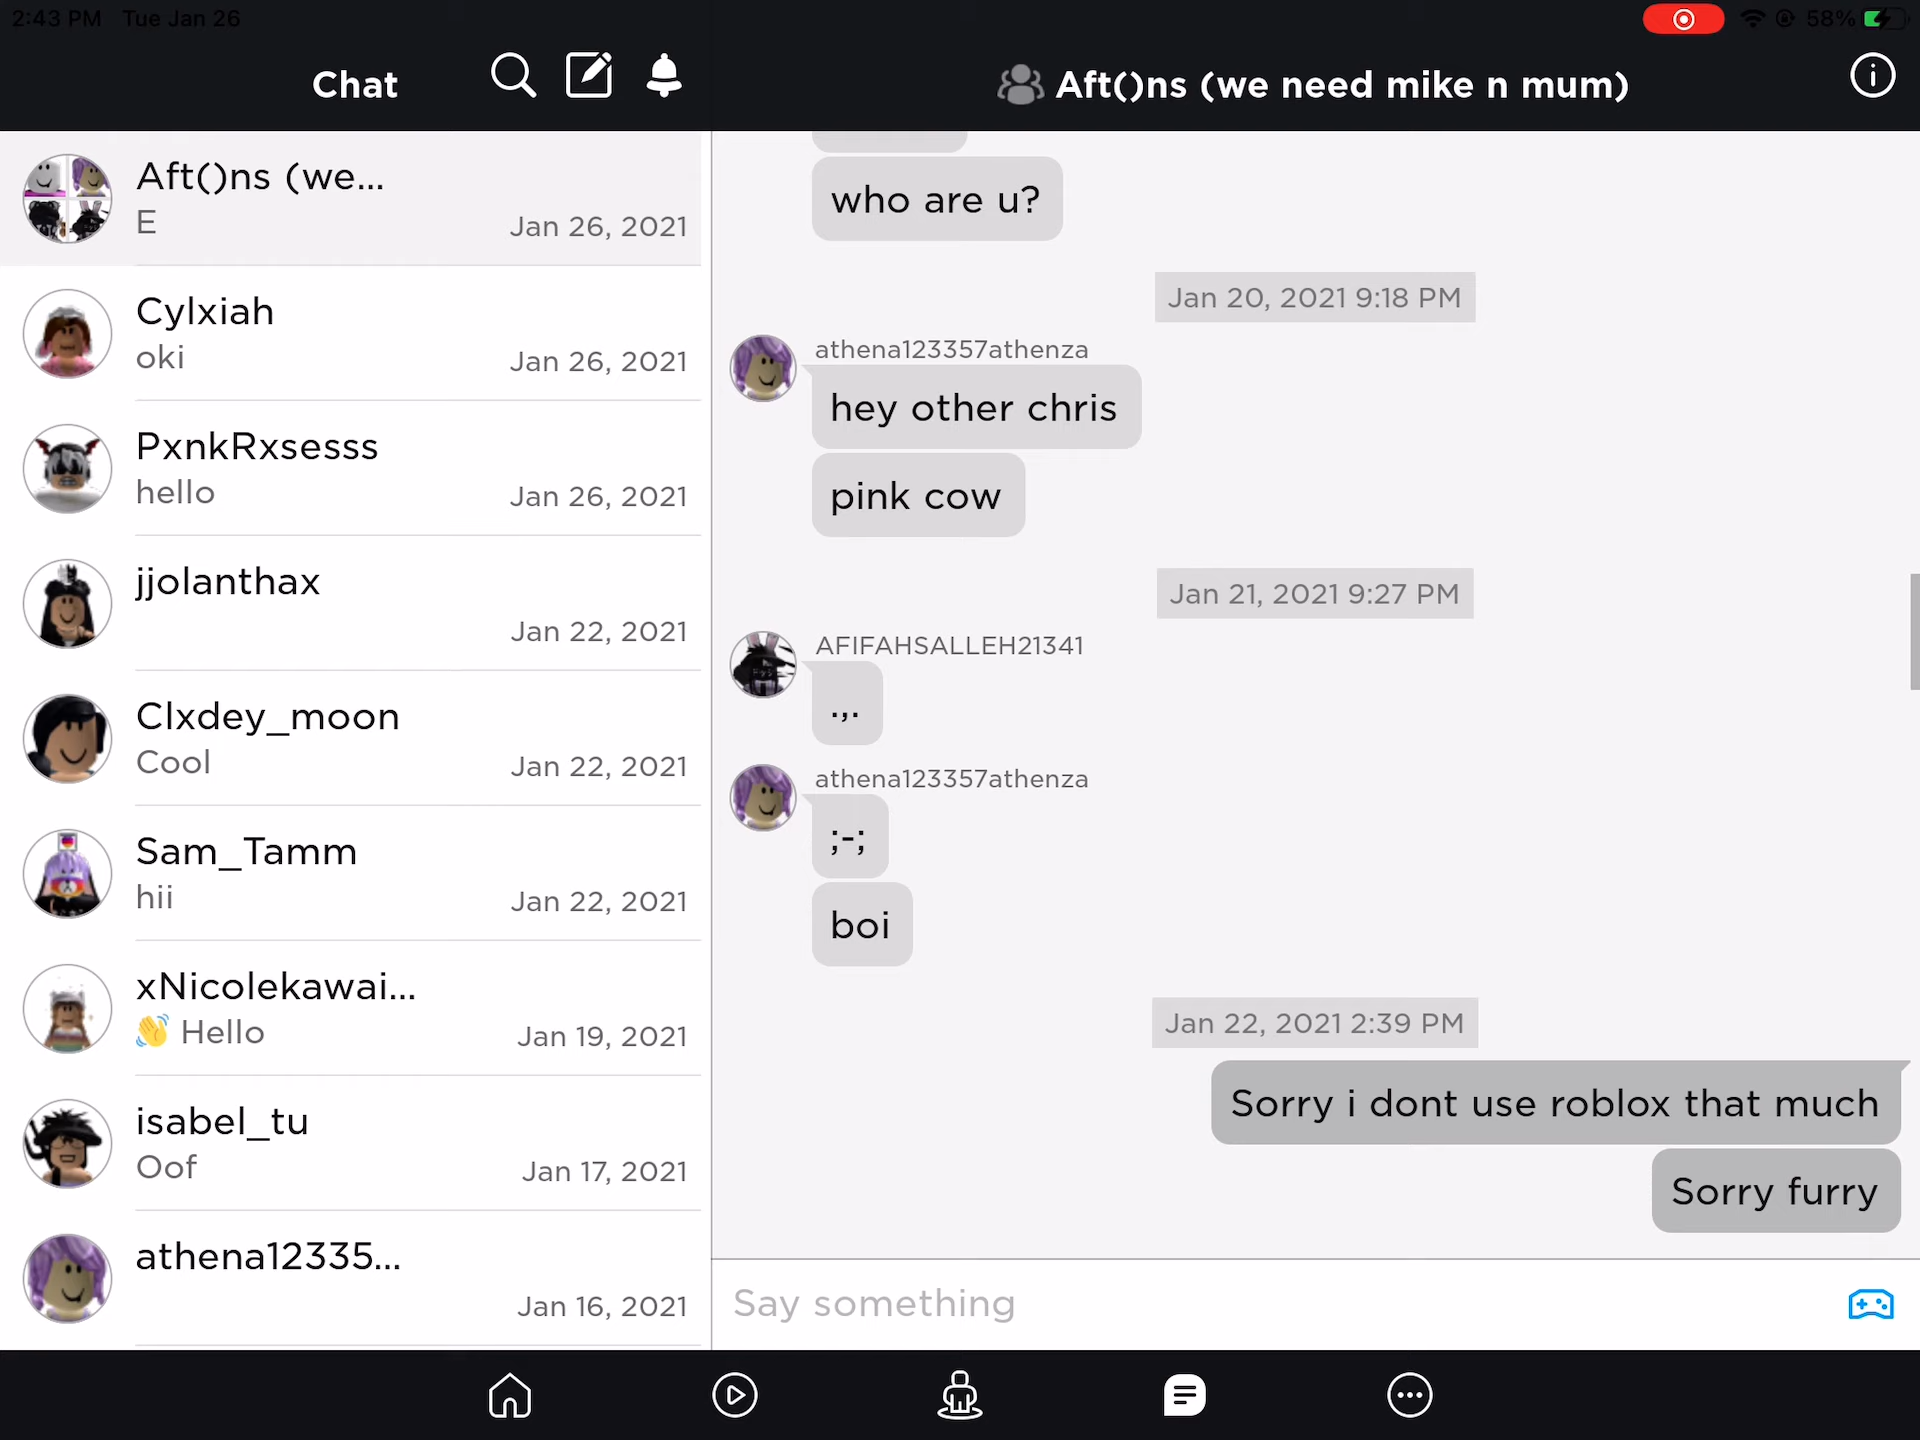 2:43 PM Tue Jan 26
58%
Chat
Aft()ns (we need mike n mum)
Aft()ns (we...
E
Jan 26, 2021
Cylxiah
oki
Jan 26, 2021
PxnkRxsesss
hello
Jan 26, 2021
jjolanthax
Jan 22, 2021
Clxdey_moon
Cool
Jan 22, 2021
Sam_Tamm
hii
Jan 22, 2021
xNicolekawai...
👋 Hello
Jan 19, 2021
isabel_tu
Oof
Jan 17, 2021
athena12335...
Jan 16, 2021
who are u?
Jan 20, 2021 9:18 PM
athena123357athenza
hey other chris
pink cow
Jan 21, 2021 9:27 PM
AFIFAHSALLEH21341
.,.
athena123357athenza
;-;
boi
Jan 22, 2021 2:39 PM
Sorry i dont use roblox that much
Sorry furry
Say something